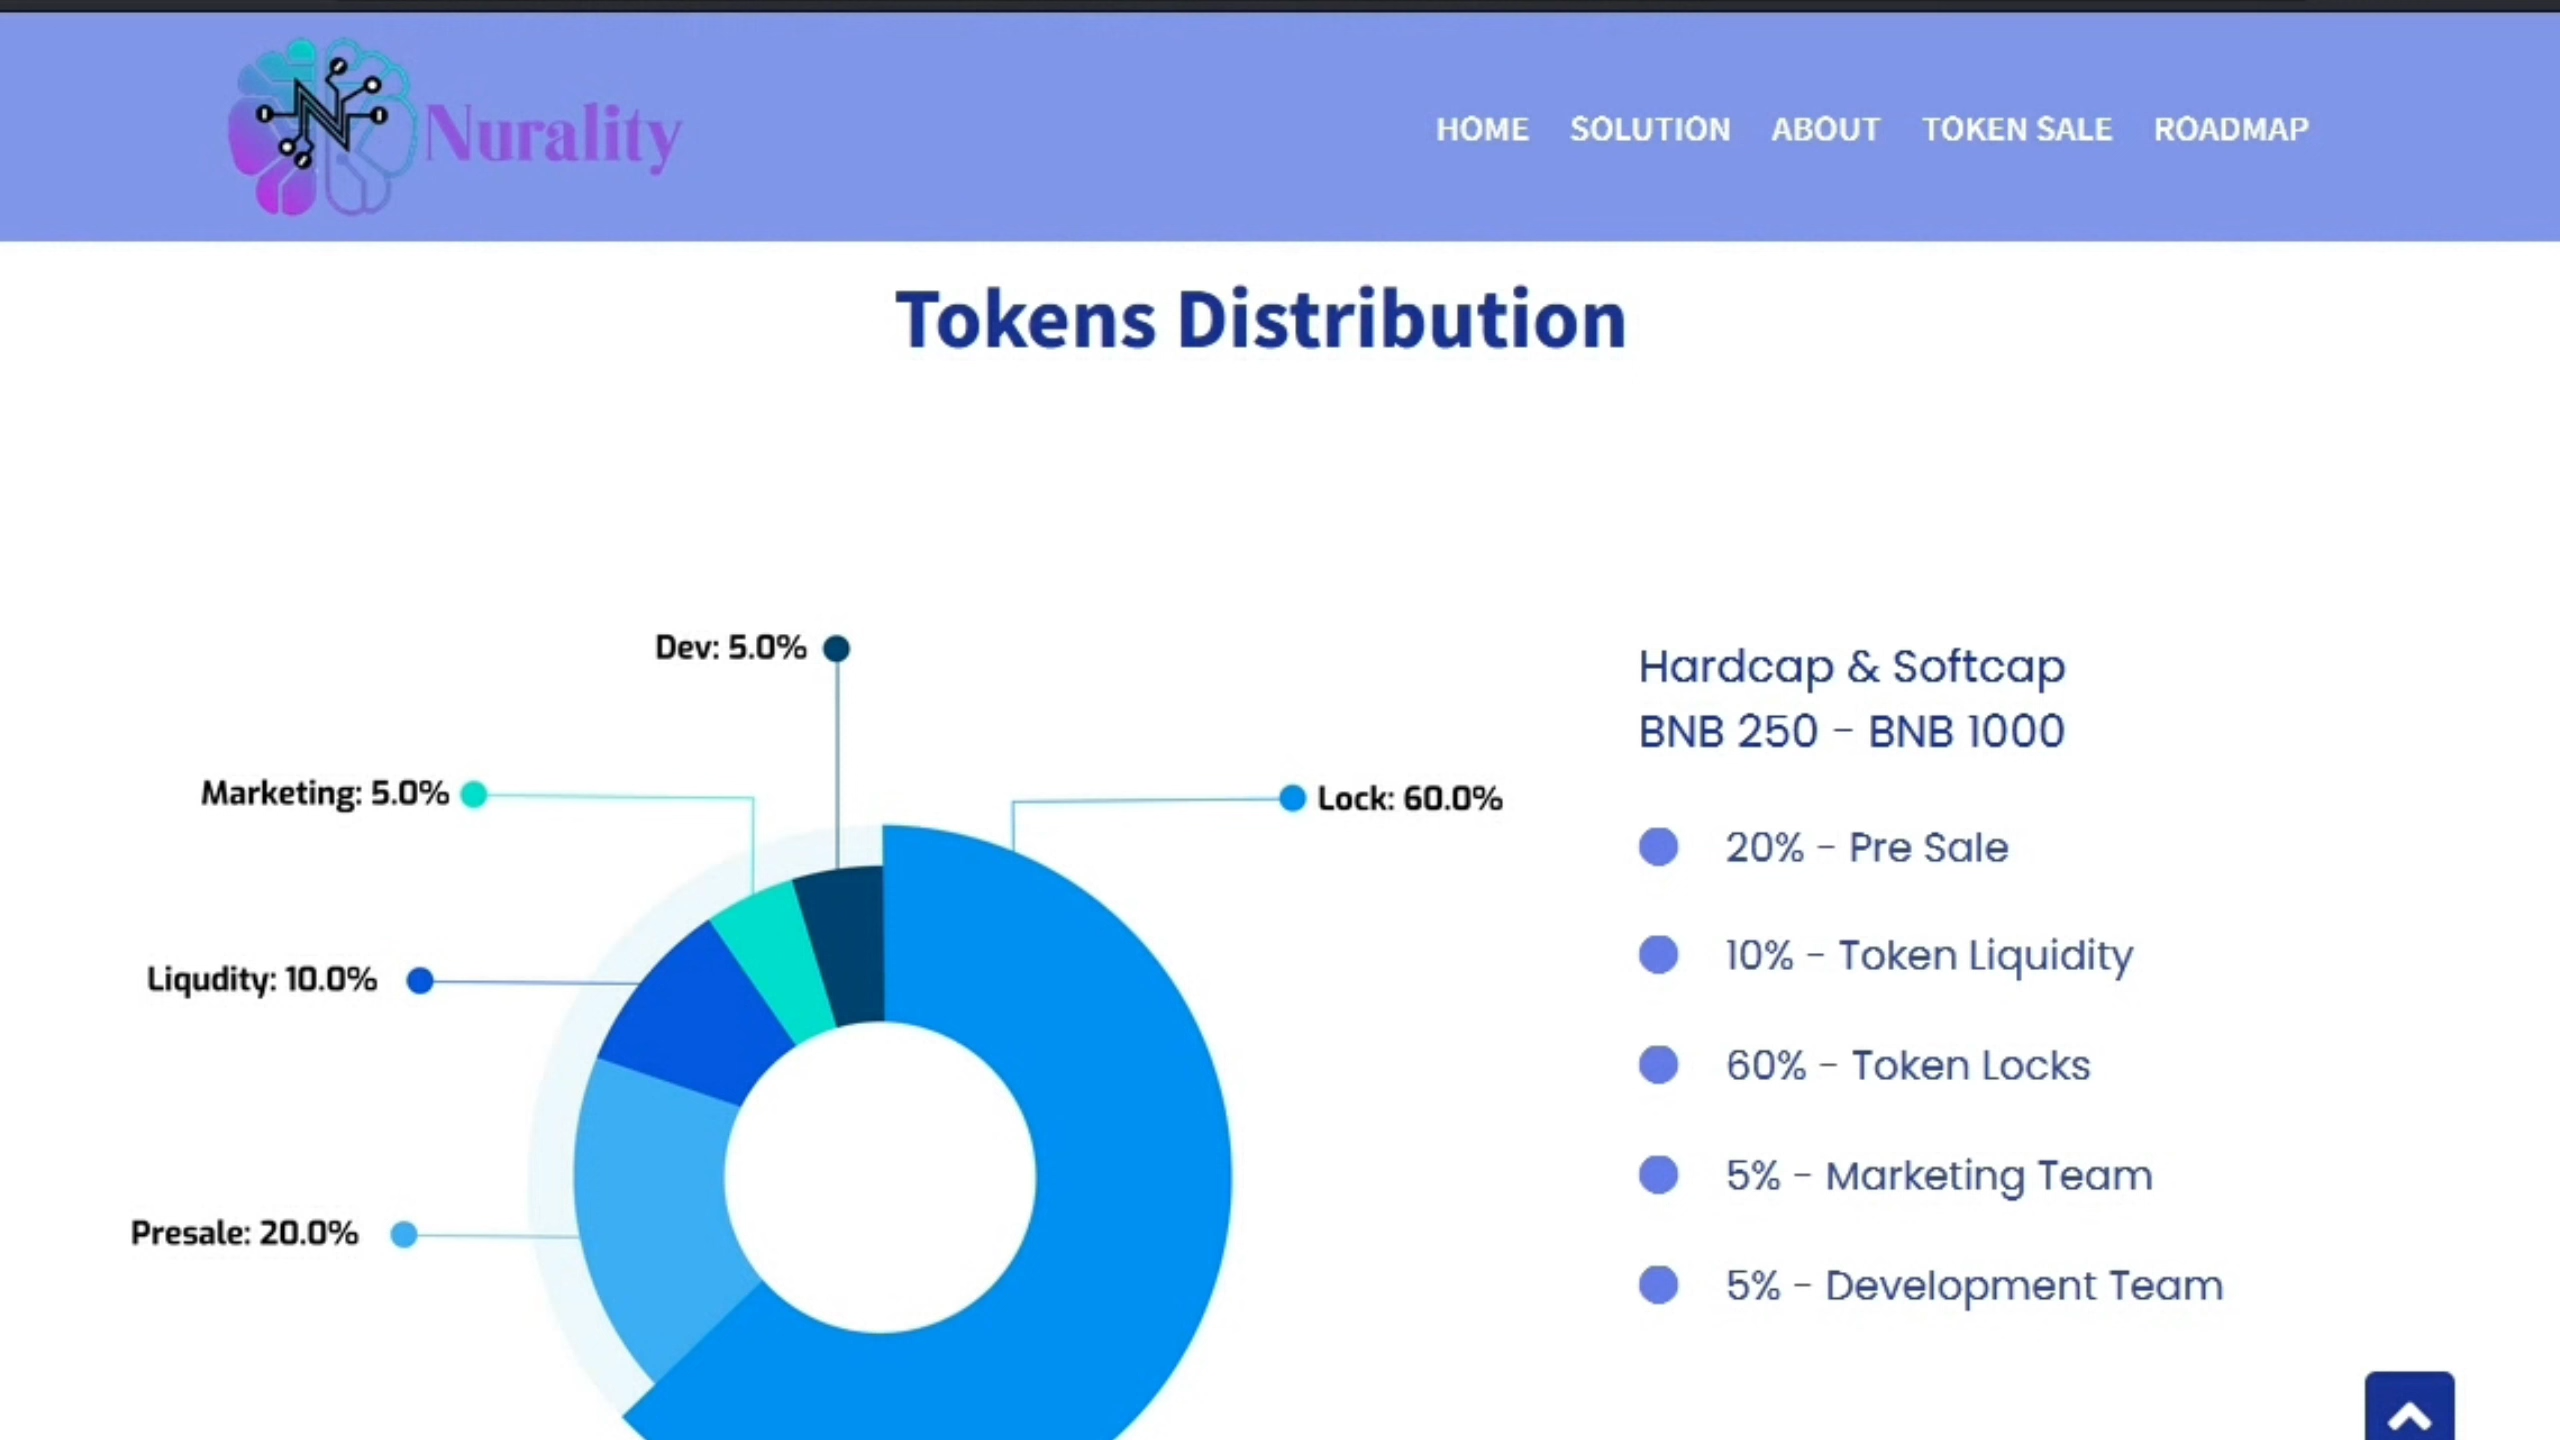 Nurality
HOME SOLUTION ABOUT TOKEN SALE ROADMAP
Tokens Distribution
Dev: 5.0%
Marketing: 5.0%
Lock: 60.0%
Liqudity: 10.0%
Presale: 20.0%
Hardcap & Softcap
BNB 250 - BNB 1000
20% - Pre Sale
10% - Token Liquidity
60% - Token Locks
5% - Marketing Team
5% - Development Team